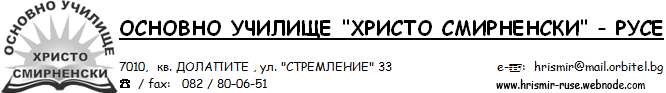 ОСНОВНО УЧИЛИЩЕ
ХРИСТО
СМИРНЕНСКИ
ОСНОВНО УЧИЛИЩЕ "ХРИСТО СМИРНЕНСКИ" - РУСЕ
7010, кв. ДОЛАПИТЕ , ул. "СТРЕМЛЕНИЕ" 33 e-📠: hrismir@mail.orbitel.bg
☎ / fax: 082 / 80-06-51 www.hrismir-ruse.webnode.com